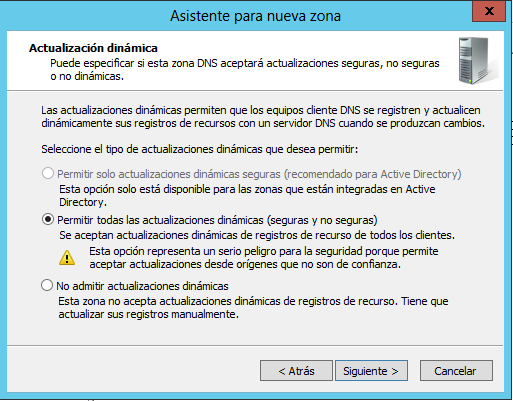 Asistente para nueva zona
x
Actualización dinámica
Puede especificar si esta zona DNS aceptará actualizaciones seguras, no seguras
o no dinámicas.
Las actualizaciones dinámicas permiten que los equipos cliente DNS se registren y actualicen
dinámicamente sus registros de recursos con un servidor DNS cuando se produzcan cambios.
Seleccione el tipo de actualizaciones dinámicas que desea permitir:
Permitir solo actualizaciones dinámicas seguras (recomendado para Active Directory)
Esta opción solo está disponible para las zonas que están integradas en Active
Directory.
Permitir todas las actualizaciones dinámicas (seguras y no seguras)
Se aceptan actualizaciones dinámicas de registros de recurso de todos los clientes.
Esta opción representa un serio peligro para la seguridad porque permite
aceptar actualizaciones desde orígenes que no son de confianza.
No admitir actualizaciones dinámicas
Esta zona no acepta actualizaciones dinámicas de registros de recurso. Tiene que
actualizar sus registros manualmente.
< Atrás
Siguiente >
Cancelar